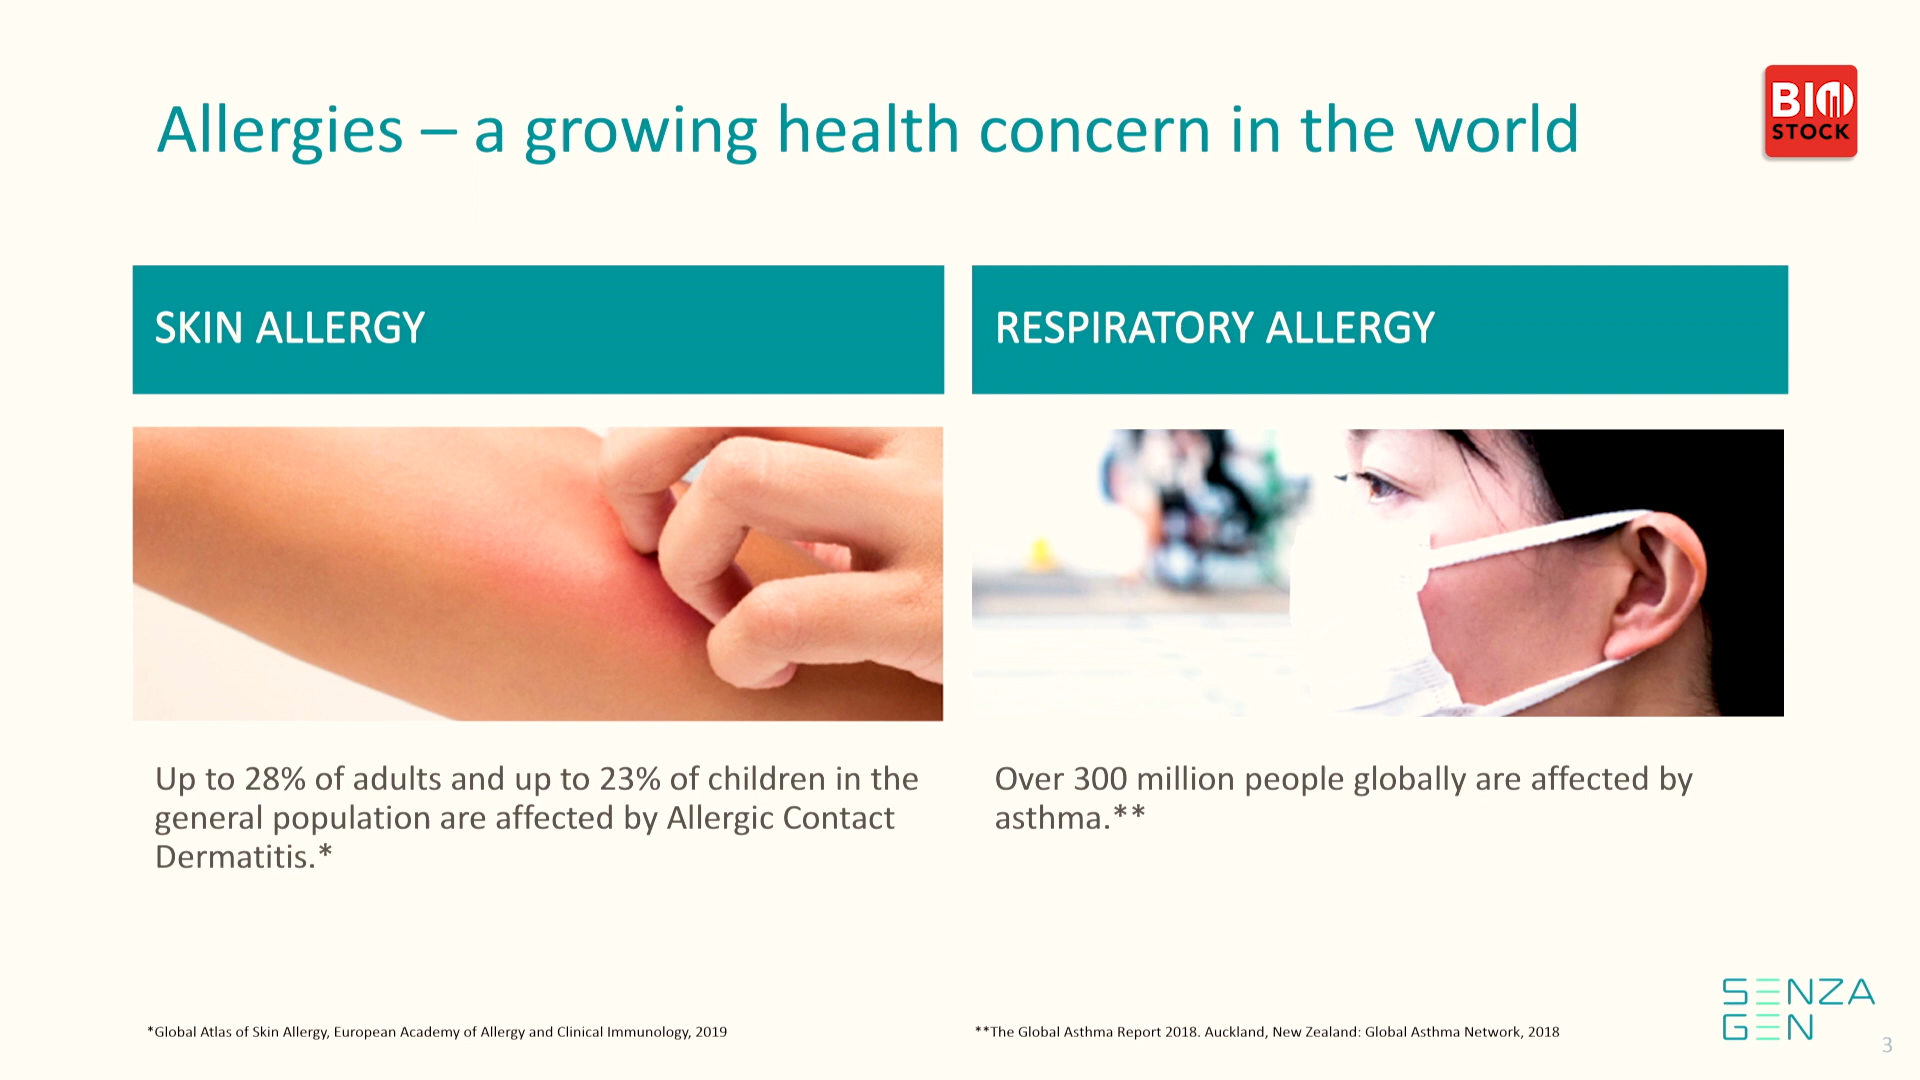 Allergies – a growing health concern in the world
BIO
STOCK
SKIN ALLERGY
RESPIRATORY ALLERGY
Up to 28% of adults and up to 23% of children in the
general population are affected by Allergic Contact
Dermatitis.*
Over 300 million people globally are affected by
asthma.**
*Global Atlas of Skin Allergy, European Academy of Allergy and Clinical Immunology, 2019
**The Global Asthma Report 2018. Auckland, New Zealand: Global Asthma Network, 2018
SENZA
GEN
3